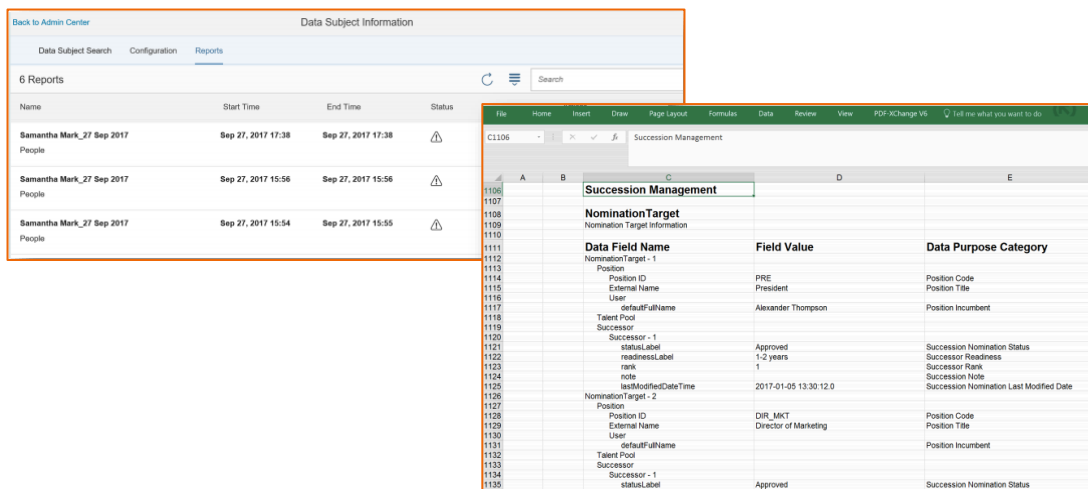 Back to Admin Center
Data Subject Information
Data Subject Search Configuration Reports
6 Reports
Search
Name Start Time End Time Status
Samantha Mark_27 Sep 2017 Sep 27, 2017 17:38 Sep 27, 2017 17:38
People
Samantha Mark_27 Sep 2017 Sep 27, 2017 15:56 Sep 27, 2017 15:56
People
Samantha Mark_27 Sep 2017 Sep 27, 2017 15:54 Sep 27, 2017 15:55
People
File Home Insert Draw Page Layout Formulas Data Review View PDF-XChange V6 Tell me what you want to do
C1106 fx Succession Management
A B C D E
1106 Succession Management
1107
1108 NominationTarget
1109 Nomination Target Information
1110
1111 Data Field Name Field Value Data Purpose Category
1112 NominationTarget - 1
1113 Position
1114 Position ID PRE Position Code
1115 External Name President Position Title
1116 User
1117 defaultFullName Alexander Thompson Position Incumbent
1118 Talent Pool
1119 Successor
1120 Successor - 1
1121 statusLabel Approved Succession Nomination Status
1122 readinessLabel 1-2 years Successor Readiness
1123 rank 1 Successor Rank
1124 note Succession Note
1125 lastModifiedDateTime 2017-01-05 13:30:12.0 Succession Nomination Last Modified Date
1126 NominationTarget - 2
1127 Position
1128 Position ID DIR_MKT Position Code
1129 External Name Director of Marketing Position Title
1130 User
1131 defaultFullName Position Incumbent
1132 Talent Pool
1133 Successor
1134 Successor - 1
1135 statusLabel Approved Succession Nomination Status